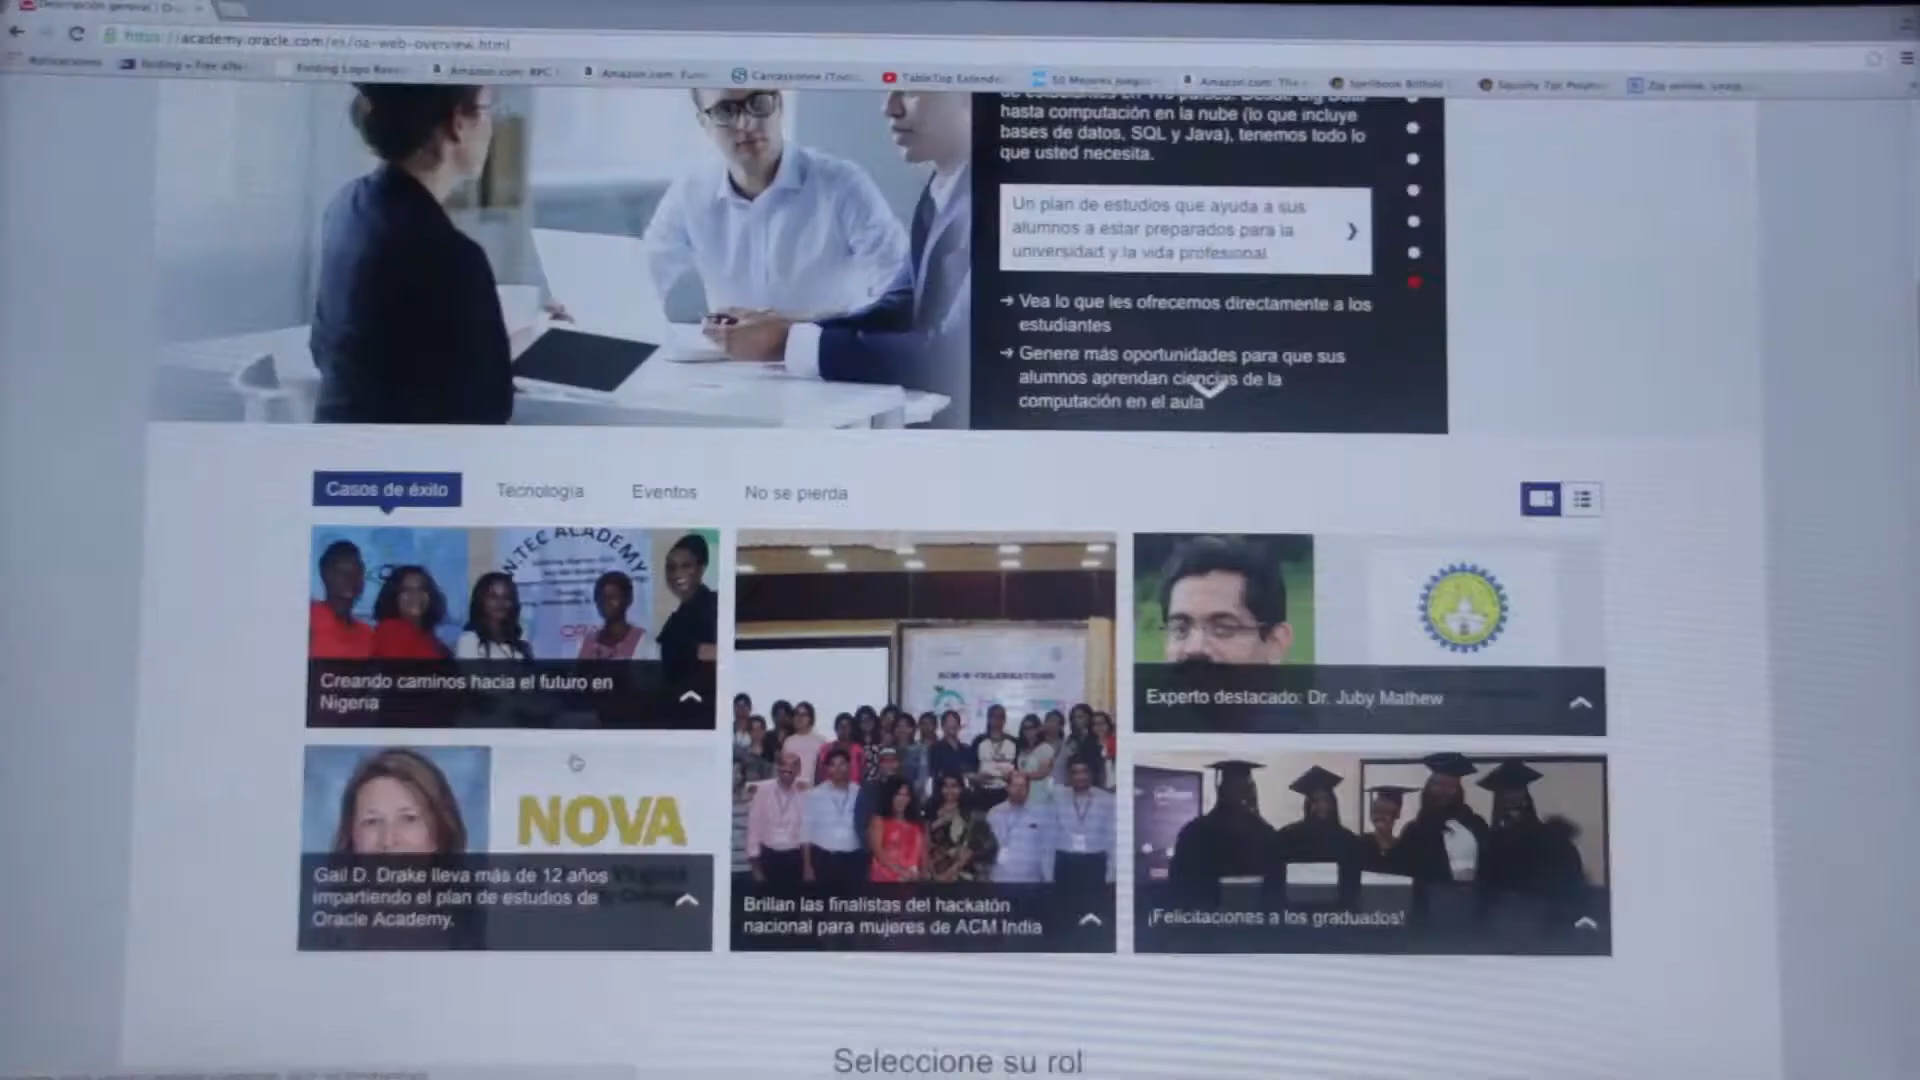 https://academy.oracle.com/es/oa-web-overview.html
hasta computación en la nube (lo que incluye
bases de datos, SQL y Java), tenemos todo lo
que usted necesita.
Un plan de estudios que ayuda a sus
alumnos a estar preparados para la
universidad y la vida profesional
→ Vea lo que les ofrecemos directamente a los
estudiantes
→ Genere más oportunidades para que sus
alumnos aprendan ciencias de la
computación en el aula
Casos de éxito
Tecnología
Eventos
No se pierda
W.TEC ACADEMY
Creando caminos hacia el futuro en
Nigeria
Experto destacado: Dr. Juby Mathew
NOVA
Gail D. Drake lleva más de 12 años
impartiendo el plan de estudios de
Oracle Academy.
Brillan las finalistas del hackatón
nacional para mujeres de ACM India
¡Felicitaciones a los graduados!
Seleccione su rol